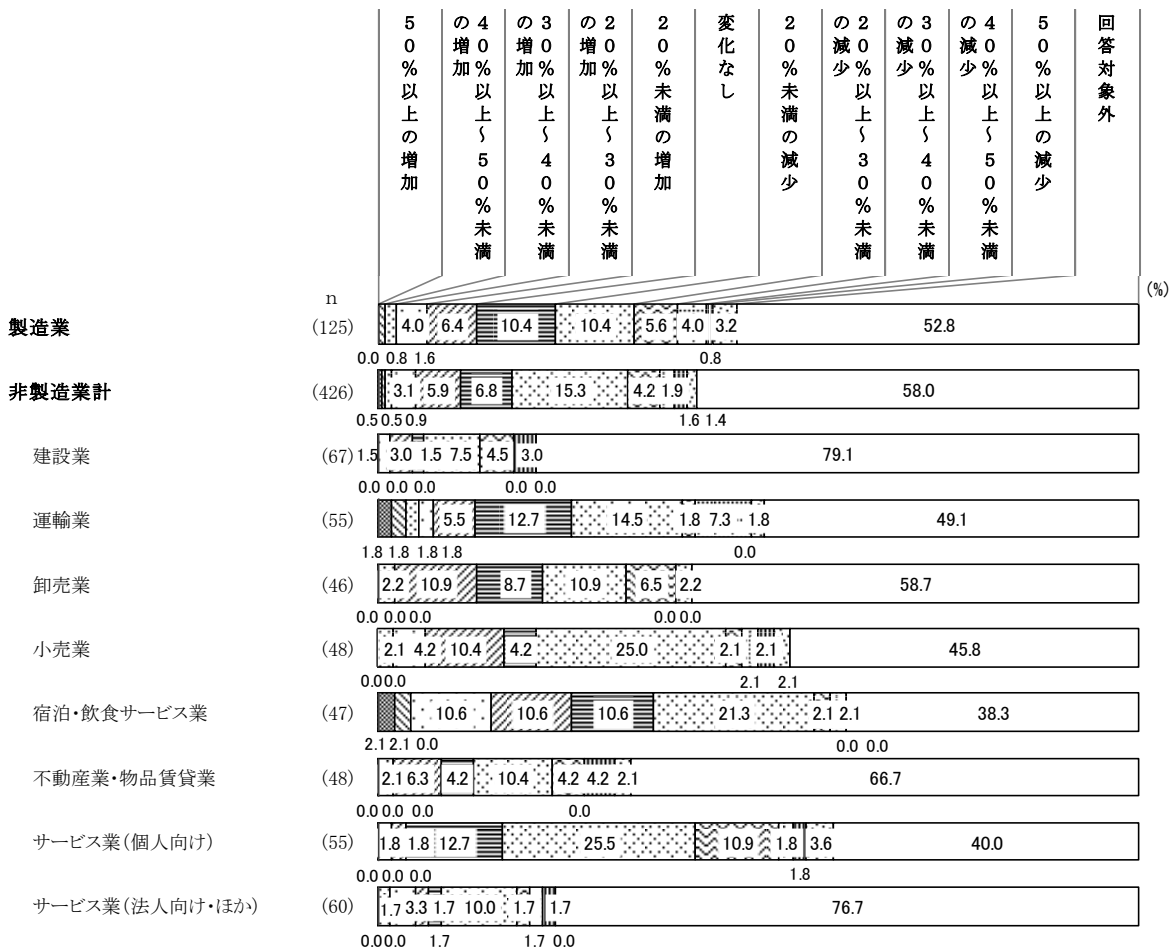 50%以上の増加
40%以上~50%未満の増加
30%以上~40%未満の増加
20%以上~30%未満の増加
20%未満の増加
変化なし
20%未満の減少
20%以上~30%未満の減少
30%以上~40%未満の減少
40%以上~50%未満の減少
50%以上の減少
回答対象外
n
(%)
製造業 (125) 4.0 6.4 10.4 10.4 5.6 4.0 3.2 52.8
0.0 0.8 1.6 0.8
非製造業計 (426) 3.1 5.9 6.8 15.3 4.2 1.9 58.0
0.5 0.5 0.9 1.6 1.4
建設業 (67) 1.5 3.0 1.5 7.5 4.5 3.0 79.1
0.0 0.0 0.0 0.0 0.0
運輸業 (55) 5.5 12.7 14.5 1.8 7.3 1.8 49.1
1.8 1.8 1.8 1.8 0.0
卸売業 (46) 2.2 10.9 8.7 10.9 6.5 2.2 58.7
0.0 0.0 0.0 0.0 0.0
小売業 (48) 2.1 4.2 10.4 4.2 25.0 2.1 2.1 45.8
0.0 0.0 2.1 2.1
宿泊・飲食サービス業 (47) 10.6 10.6 10.6 21.3 2.1 2.1 38.3
2.1 2.1 0.0 0.0 0.0
不動産業・物品賃貸業 (48) 2.1 6.3 4.2 10.4 4.2 4.2 2.1 66.7
0.0 0.0 0.0 0.0
サービス業(個人向け) (55) 1.8 1.8 12.7 25.5 10.9 1.8 3.6 40.0
0.0 0.0 0.0 1.8
サービス業(法人向け・ほか) (60) 1.7 3.3 1.7 10.0 1.7 1.7 76.7
0.0 0.0 1.7 1.7 0.0